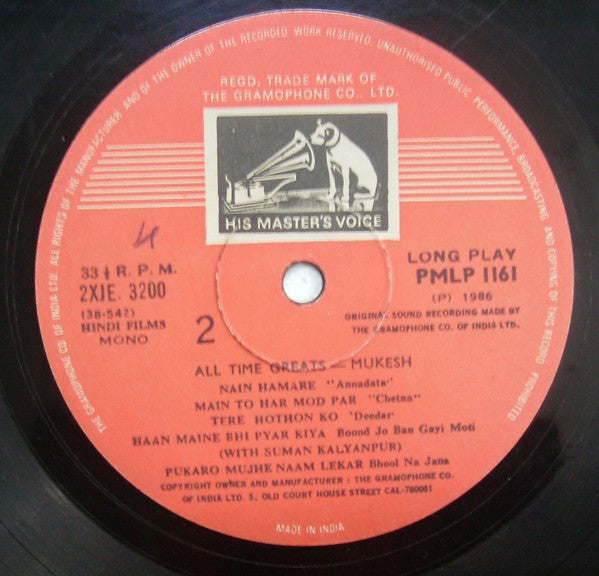 THE GRAMOPHONE CO. OF INDIA LTD. ALL RIGHTS OF THE MANUFACTURER, AND OF THE OWNER OF THE RECORDED WORK RESERVED. UNAUTHORISED PUBLIC PERFORMANCE, BROADCASTING AND COPYING OF THIS RECORD PROHIBITED
REGD. TRADE MARK OF
THE GRAMOPHONE CO., LTD.
HIS MASTER'S VOICE
4
33⅓ R. P. M.
2XJE. 3200
(38-542)
HINDI FILMS
MONO
2
LONG PLAY
PMLP 1161
(P) 1986
ORIGINAL SOUND RECORDING MADE BY
THE GRAMOPHONE CO. OF INDIA LTD.
ALL TIME GREATS — MUKESH
NAIN HAMARE "Annadata"
MAIN TO HAR MOD PAR "Chetna"
TERE HOTHON KO 'Deedar'
HAAN MAINE BHI PYAR KIYA Boond Jo Ban Gayi Moti
(WITH SUMAN KALYANPUR)
PUKARO MUJHE NAAM LEKAR Bhool Na Jana
COPYRIGHT OWNER AND MANUFACTURER : THE GRAMOPHONE CO.
OF INDIA LTD. 5, OLD COURT HOUSE STREET CAL-700001
MADE IN INDIA